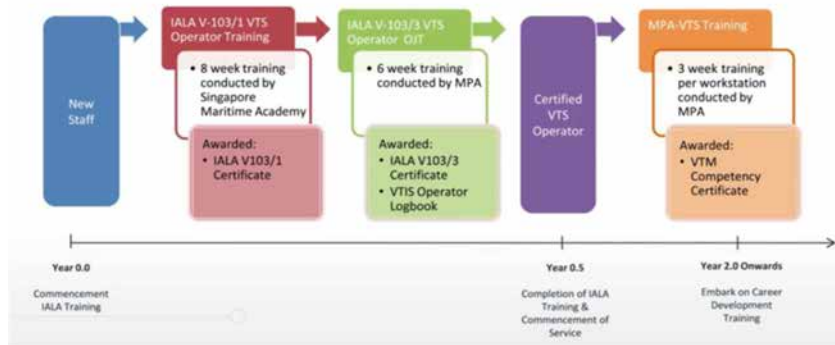 New
Staff
IALA V-103/1 VTS
Operator Training
• 8 week training
conducted by
Singapore
Maritime Academy
Awarded:
• IALA V103/1
Certificate
IALA V-103/3 VTS
Operator OJT
• 6 week training
conducted by MPA
Awarded:
• IALA V103/3
Certificate
• VTIS Operator
Logbook
Certified
VTS
Operator
MPA-VTS Training
• 3 week training
per workstation
conducted by
MPA
Awarded:
• VTM
Competency
Certificate
Year 0.0
Commencement
IALA Training
Year 0.5
Completion of IALA
Training &
Commencement of
Service
Year 2.0 Onwards
Embark on Career
Development
Training